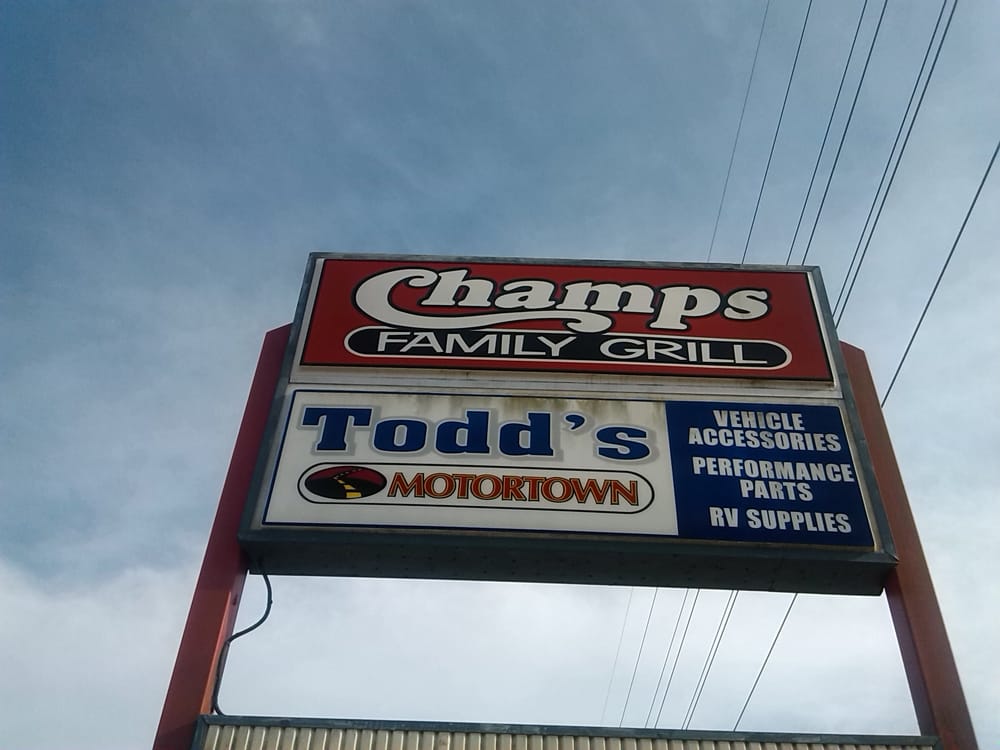 Champs
FAMILY GRILL
Todd's
MOTORTOWN
VEHICLE
ACCESSORIES
PERFORMANCE
PARTS
RV SUPPLIES